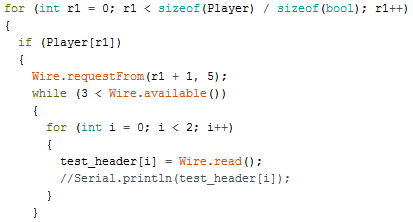 for (int r1 = 0; r1 < sizeof(Player) / sizeof(bool); r1++)
{
if (Player[r1])
{
Wire.requestFrom(r1 + 1, 5);
while (3 < Wire.available())
{
for (int i = 0; i < 2; i++)
{
test_header[i] = Wire.read();
//Serial.println(test_header[i]);
}
}